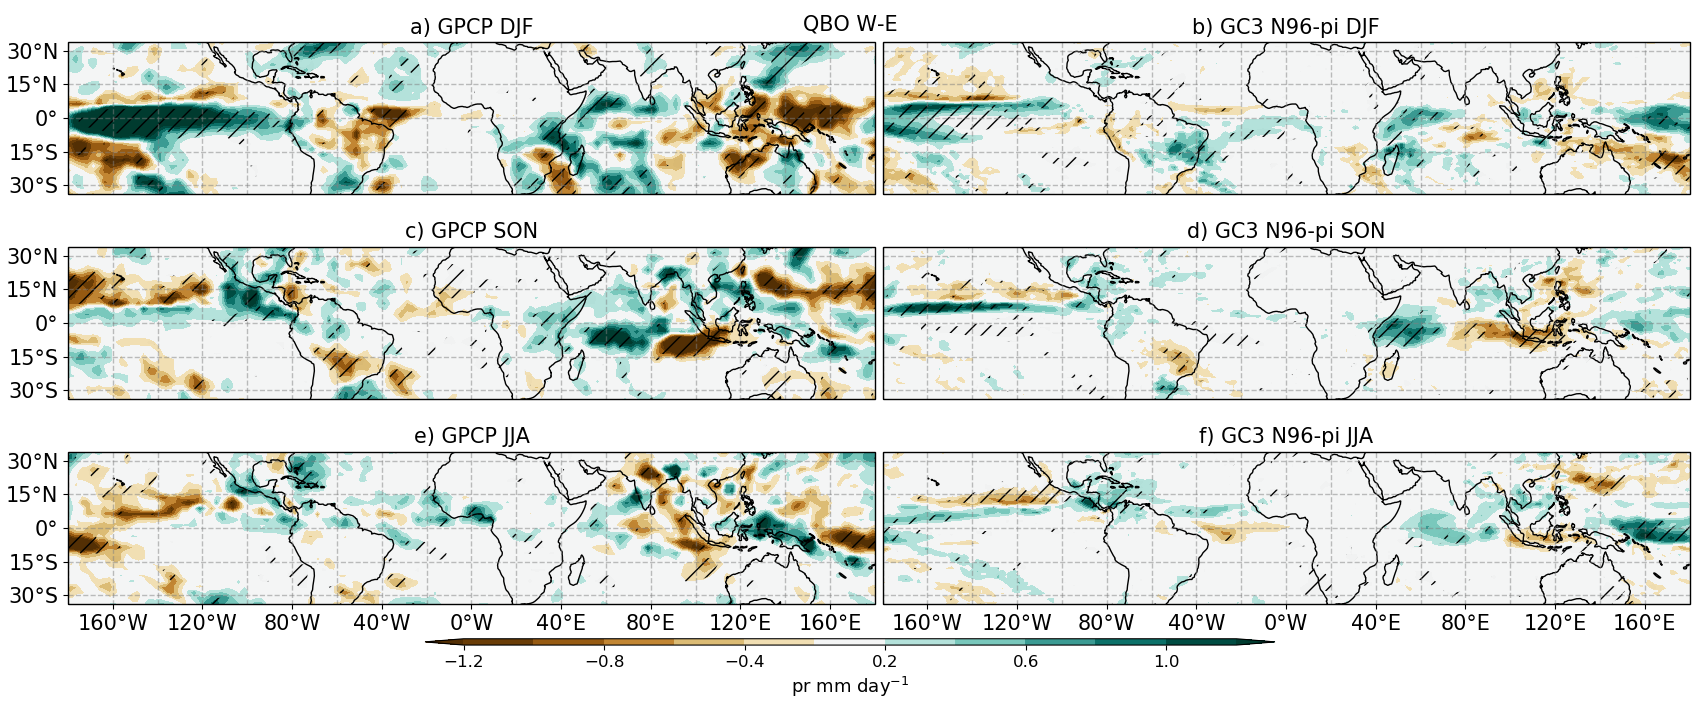 QBO W-E
a) GPCP DJF
b) GC3 N96-pi DJF
30°N
15°N
0°
15°S
30°S
c) GPCP SON
d) GC3 N96-pi SON
30°N
15°N
0°
15°S
30°S
e) GPCP JJA
f) GC3 N96-pi JJA
30°N
15°N
0°
15°S
30°S
160°W 120°W 80°W 40°W 0°W 40°E 80°E 120°E 160°E
160°W 120°W 80°W 40°W 0°W 40°E 80°E 120°E 160°E
−1.2 −0.8 −0.4 0.2 0.6 1.0
pr mm day⁻¹